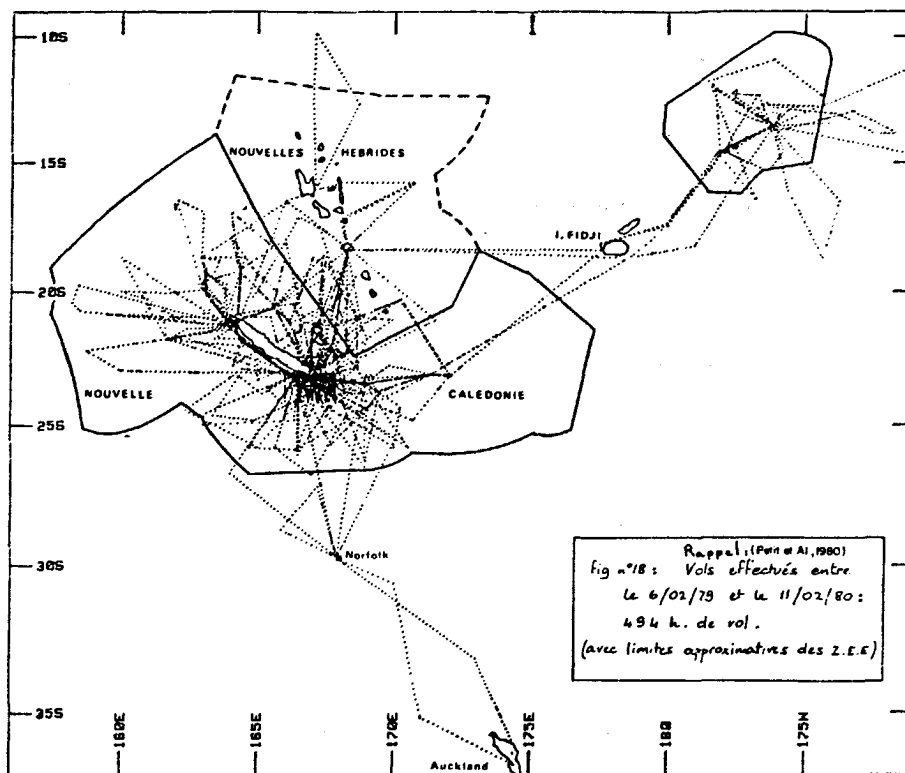 10S
15S
NOUVELLES HEBRIDES
I. FIDJI
20S
NOUVELLE CALEDONIE
25S
Norfolk
30S
Rappel : (Petit et Al, 1980)
Fig n°18 : Vols effectués entre
le 6/02/79 et le 11/02/80 :
494 h. de vol.
(avec limites approximatives des Z.E.E)
35S
160E
165E
170E
175E
180
175W
Auckland